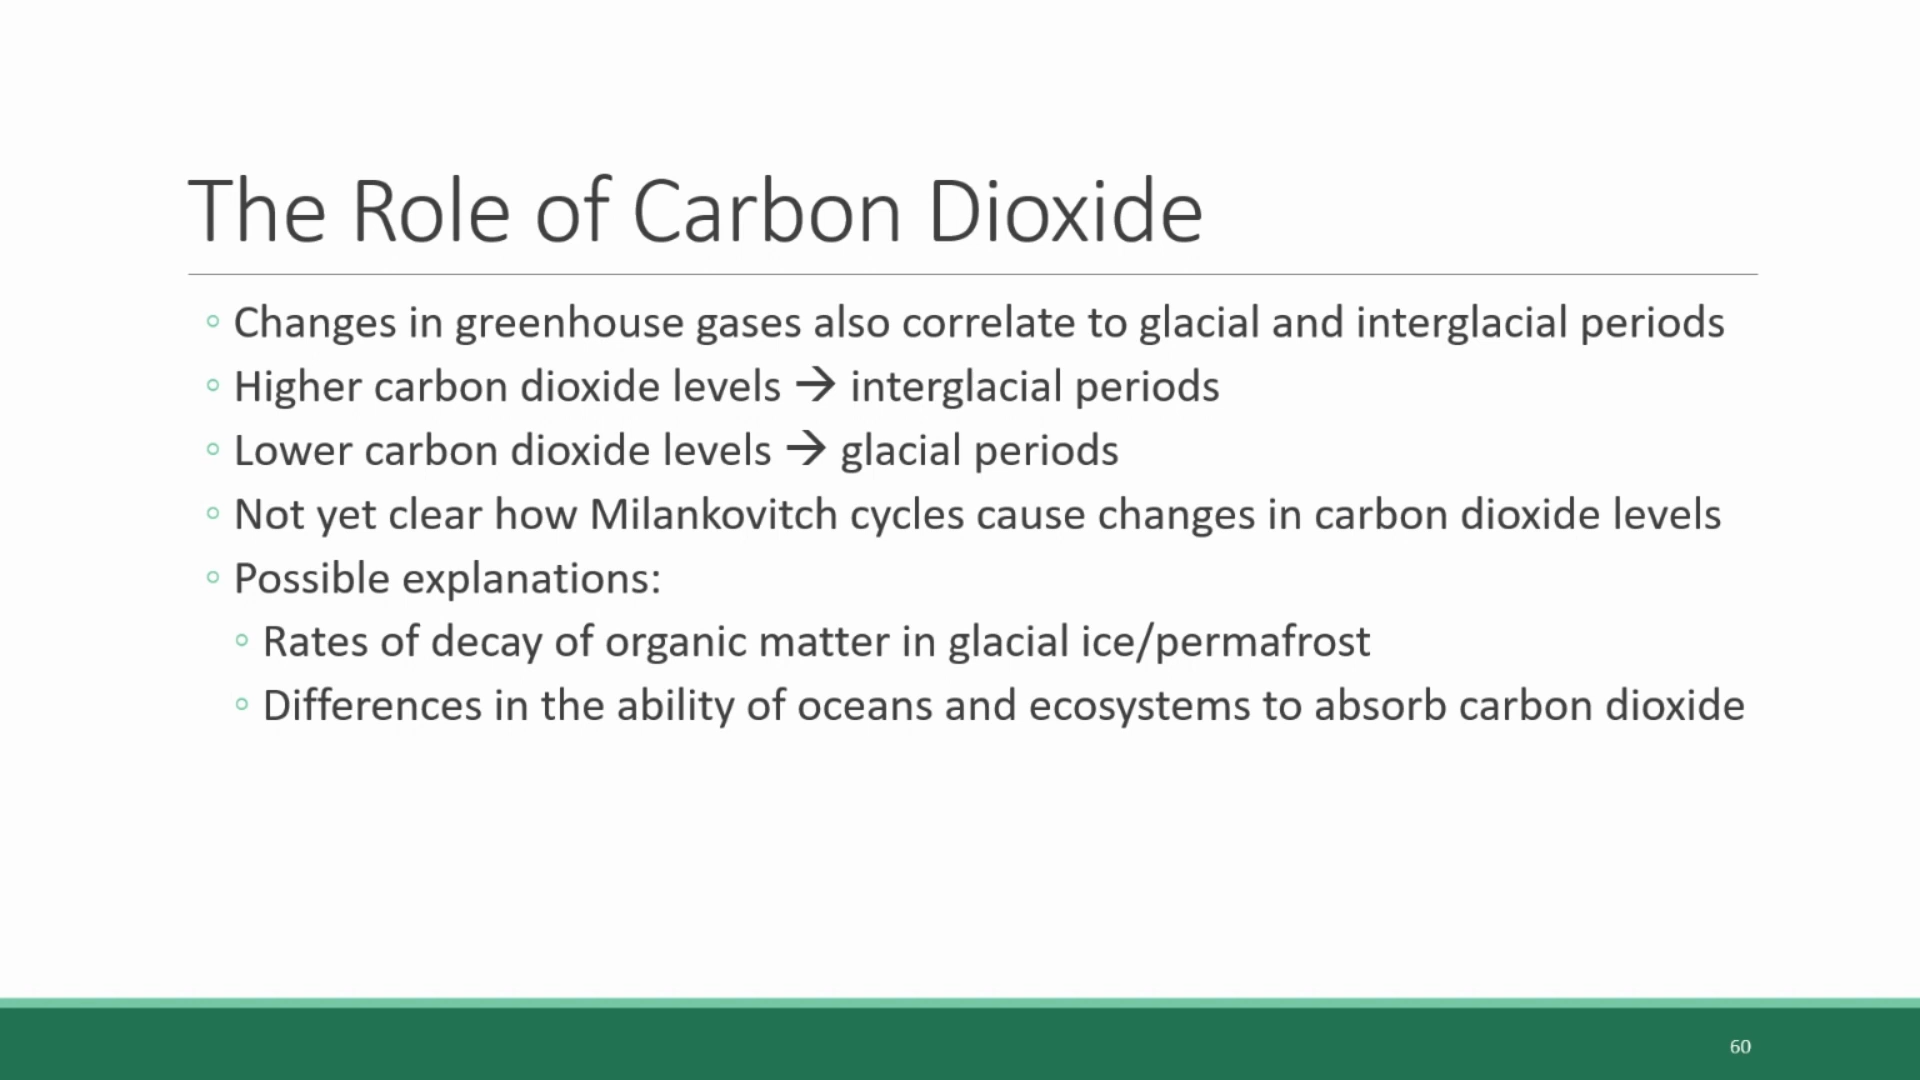 The Role of Carbon Dioxide
◦ Changes in greenhouse gases also correlate to glacial and interglacial periods
◦ Higher carbon dioxide levels → interglacial periods
◦ Lower carbon dioxide levels → glacial periods
◦ Not yet clear how Milankovitch cycles cause changes in carbon dioxide levels
◦ Possible explanations:
◦ Rates of decay of organic matter in glacial ice/permafrost
◦ Differences in the ability of oceans and ecosystems to absorb carbon dioxide
60